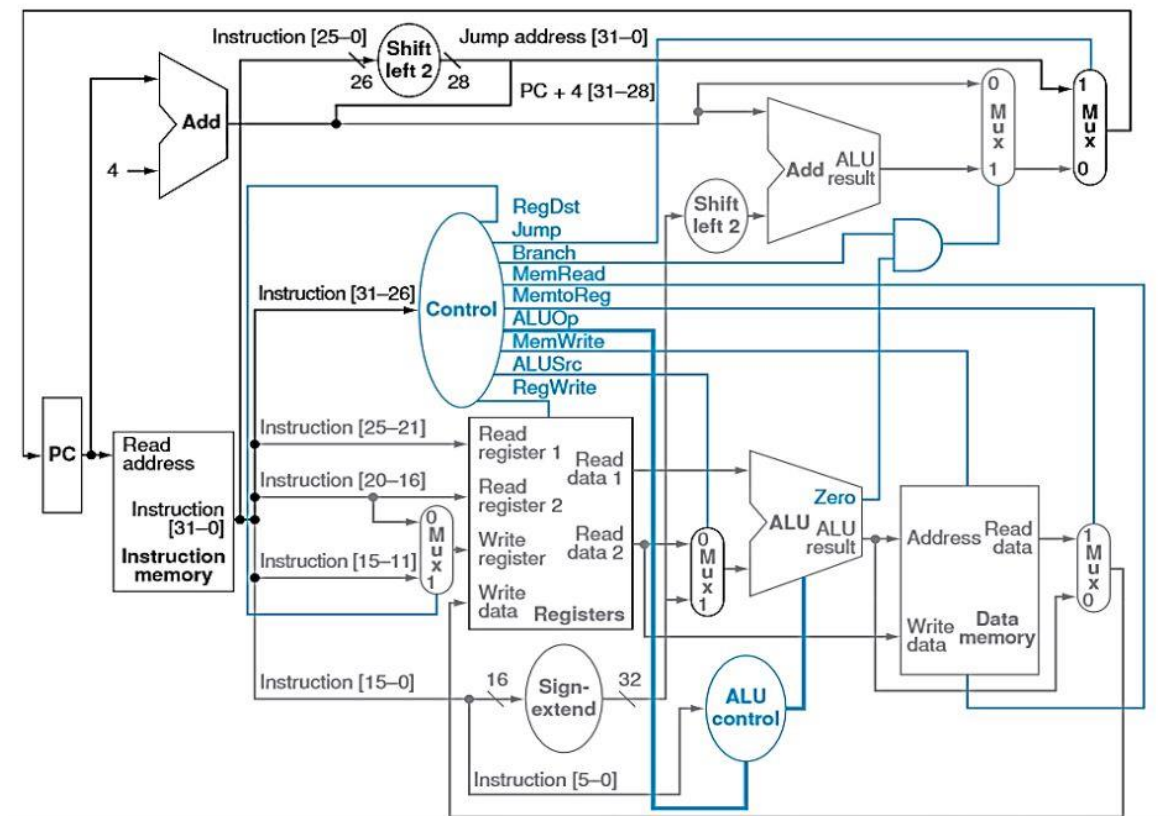 Instruction [25–0]
Shift
left 2
Jump address [31–0]
26
28
PC + 4 [31–28]
Add
4
0
M
u
x
1
1
M
u
x
0
Add
ALU
result
Shift
left 2
RegDst
Jump
Branch
MemRead
MemtoReg
ALUOp
MemWrite
ALUSrc
RegWrite
Control
Instruction [31–26]
PC
Read
address
Instruction
[31–0]
Instruction
memory
Instruction [25–21]
Instruction [20–16]
Instruction [15–11]
0
M
u
x
1
Read
register 1
Read
register 2
Write
register
Write
data
Read
data 1
Read
data 2
Registers
0
M
u
x
1
Zero
ALU
ALU
result
Address
Read
data
Write
data
Data
memory
1
M
u
x
0
Instruction [15–0]
16
Sign-
extend
32
ALU
control
Instruction [5–0]